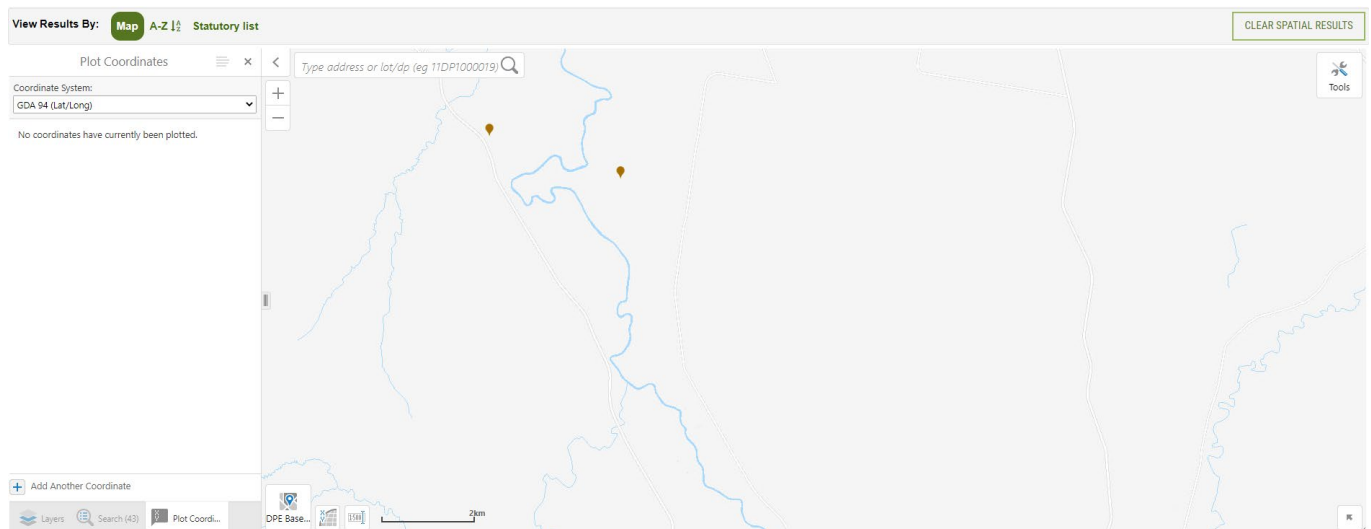 View Results By: Map A-Z Statutory list CLEAR SPATIAL RESULTS
Plot Coordinates
Type address or lot/dp (eg 11DP1000019)
Tools
Coordinate System:
GDA 94 (Lat/Long)
No coordinates have currently been plotted.
Add Another Coordinate
Layers Search (43) Plot Coordi...
DPE Base...
2km